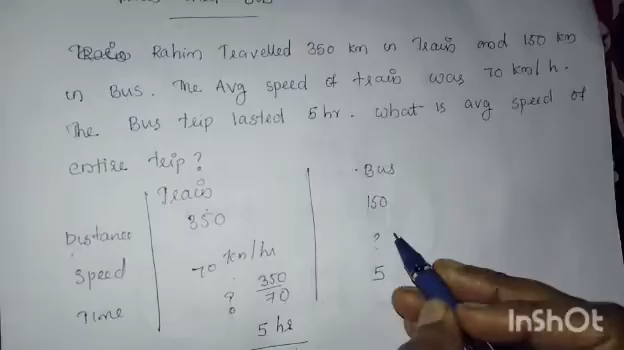 Rahim Travelled 350 km in Train and 150 km
in Bus. The Avg speed of train was 70 km/h.
The Bus trip lasted 5 hr. What is avg speed of
entire trip?
Train
Bus
Distance 350 150
Speed 70 km/hr ?
Time ? 350/70 5
5 hr
InShOt